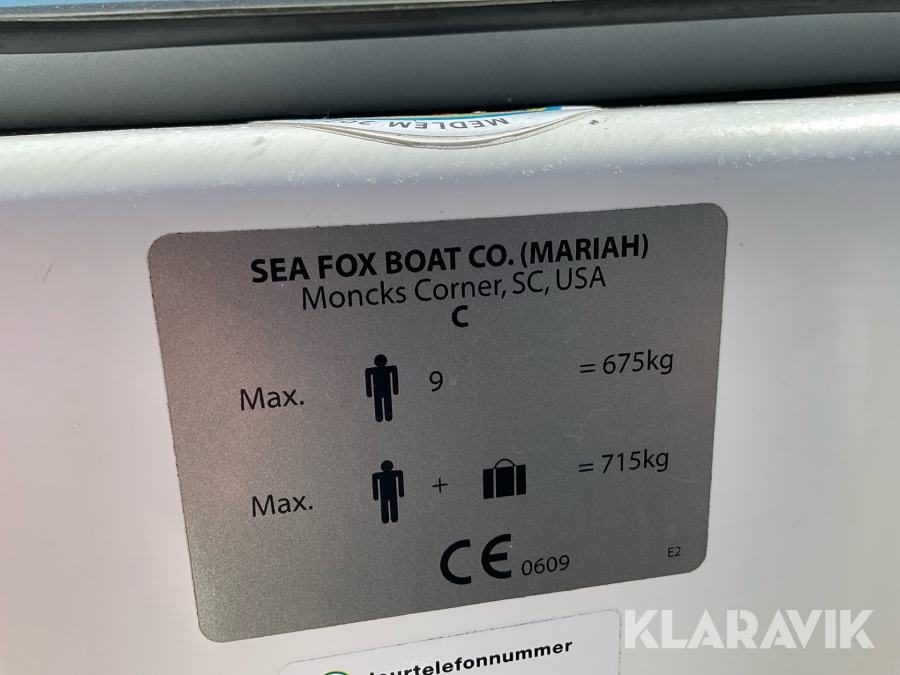 MEDLEM
SEA FOX BOAT CO. (MARIAH)
Moncks Corner, SC, USA
C
Max. 9 = 675kg
Max. + = 715kg
CE 0609 E2
KLARAVIK